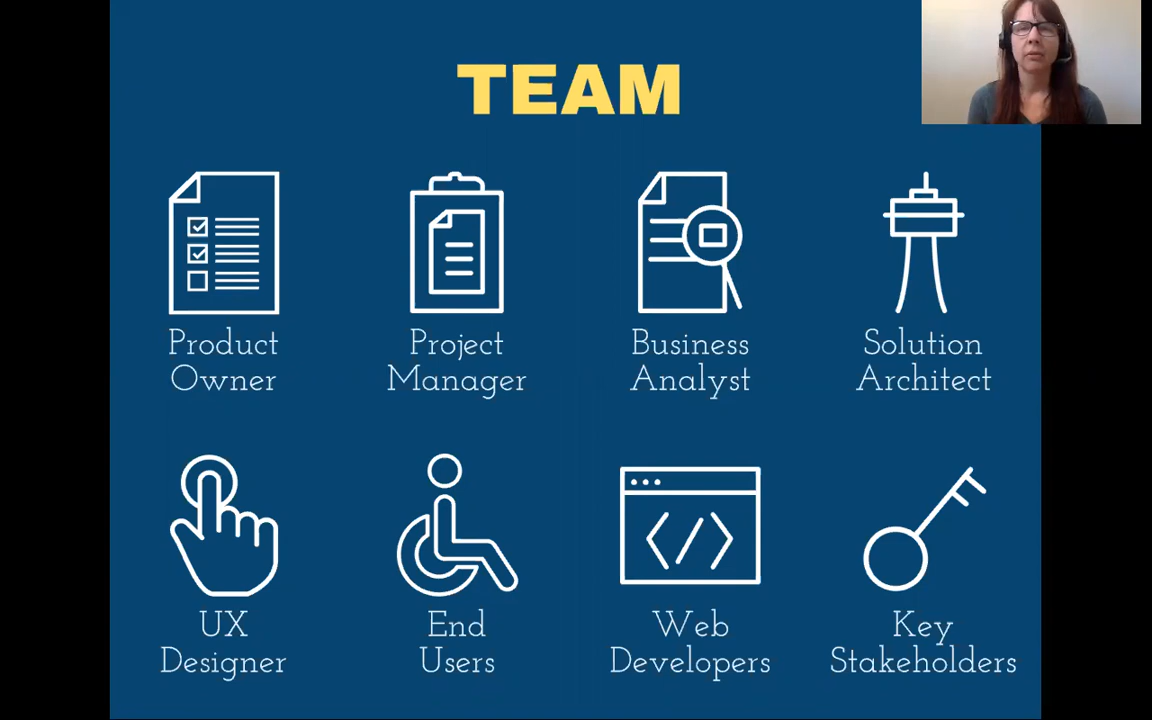 TEAM
Product
Owner
Project
Manager
Business
Analyst
Solution
Architect
UX
Designer
End
Users
Web
Developers
Key
Stakeholders